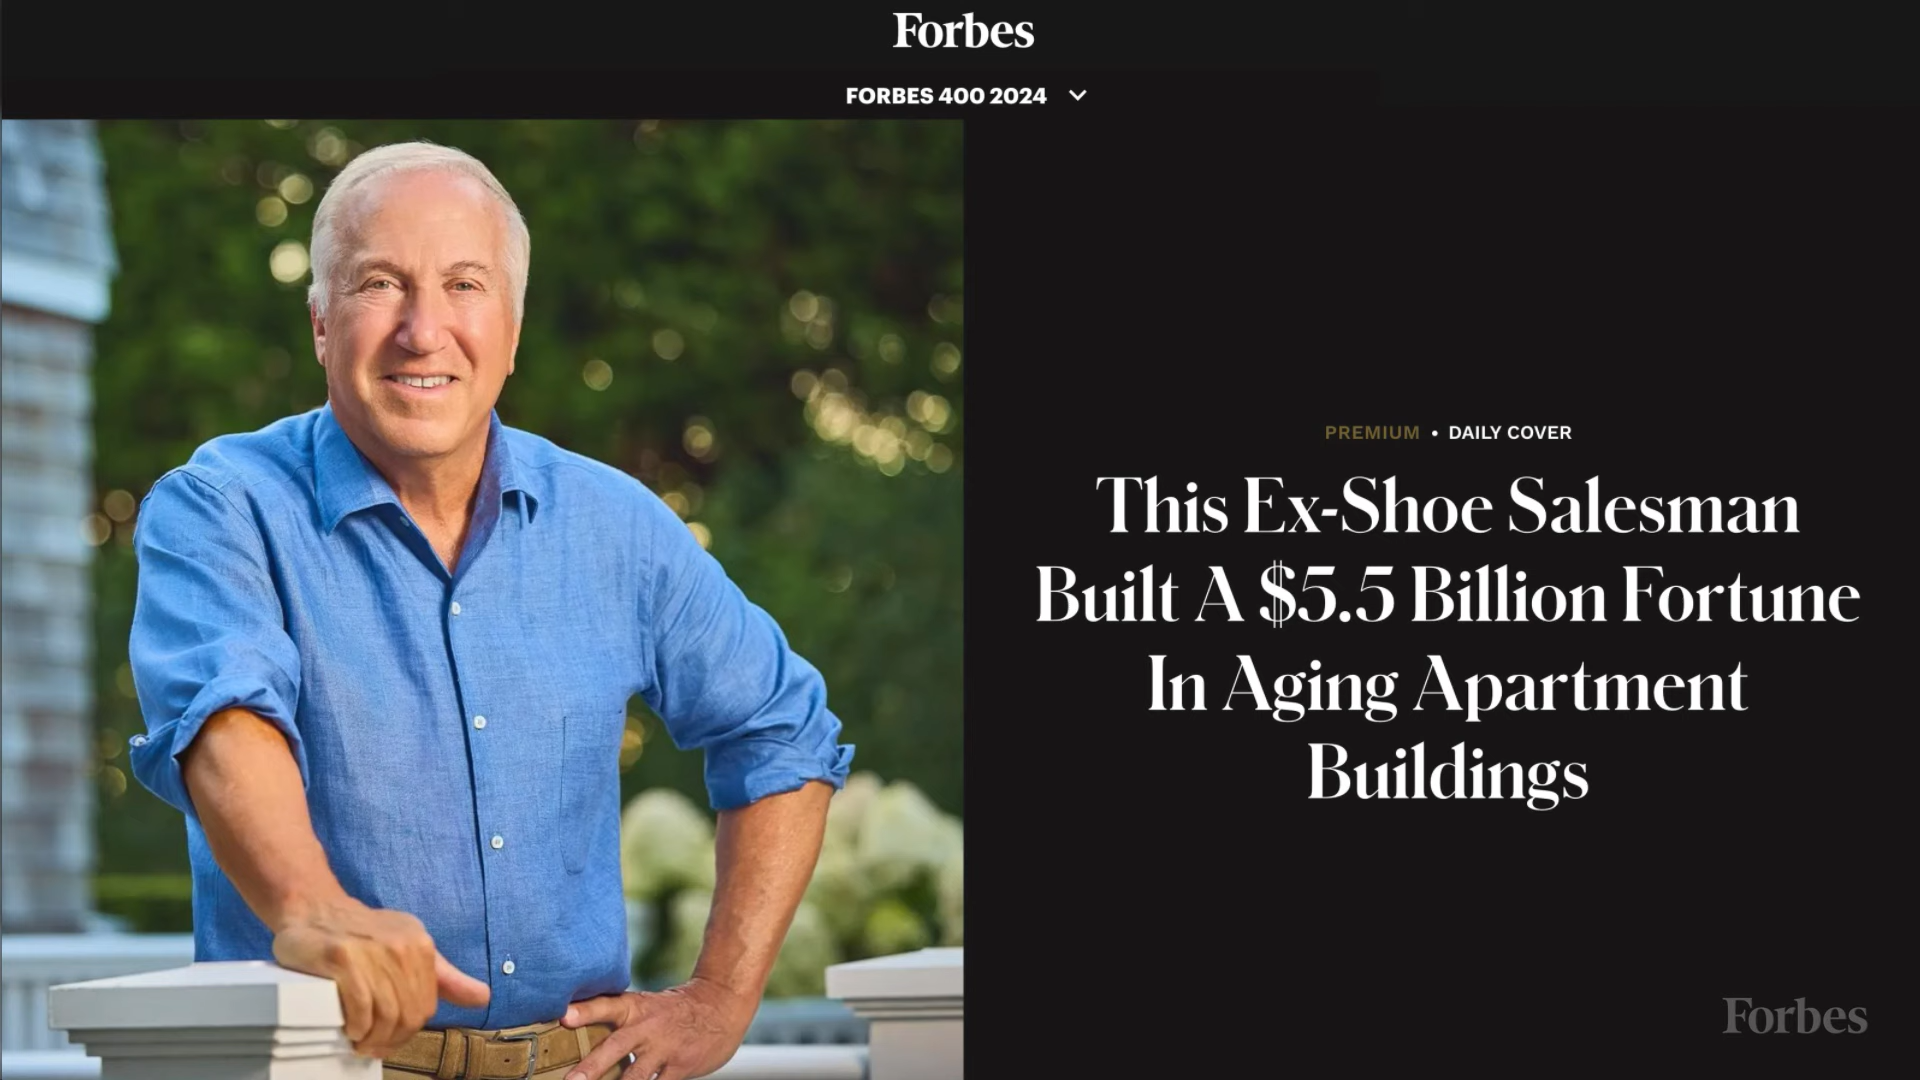 Forbes
FORBES 400 2024
PREMIUM • DAILY COVER
This Ex-Shoe Salesman
Built A $5.5 Billion Fortune
In Aging Apartment
Buildings
Forbes